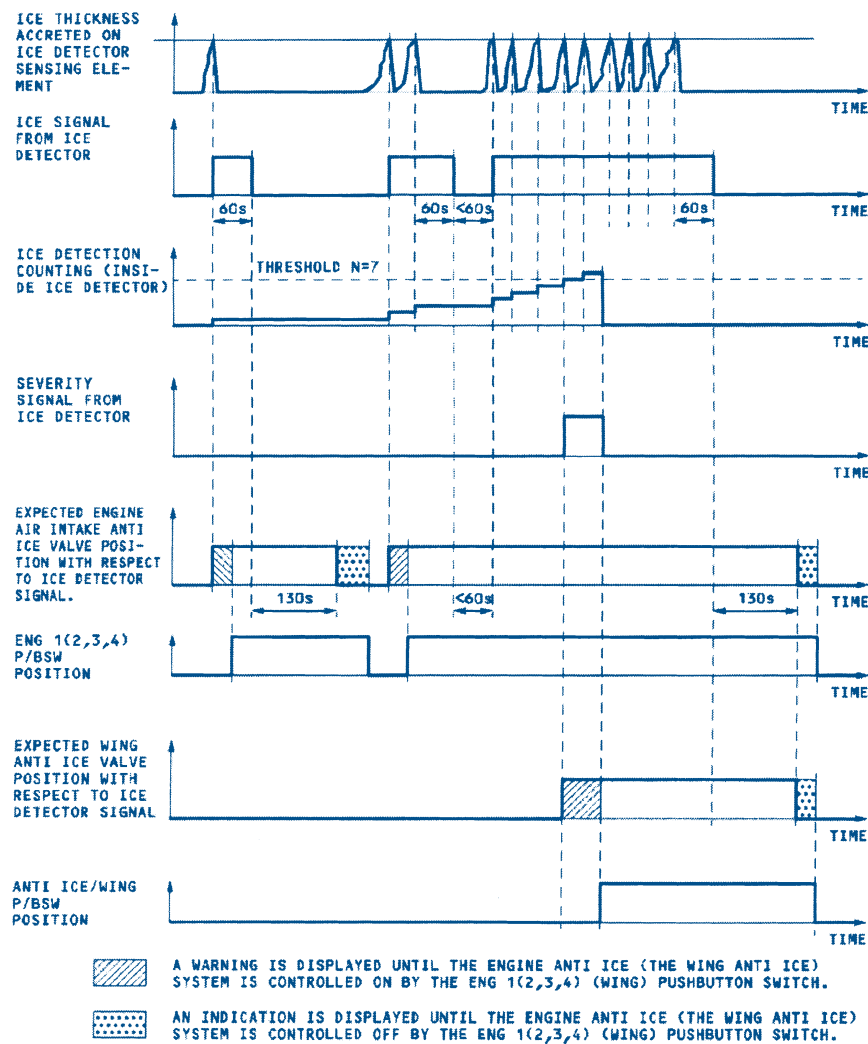 ICE THICKNESS
ACCRETED ON
ICE DETECTOR
SENSING ELE-
MENT
TIME
ICE SIGNAL
FROM ICE
DETECTOR
TIME
60s
60s
<60s
60s
ICE DETECTION
COUNTING (INSI-
DE ICE DETECTOR)
THRESHOLD N=7
TIME
SEVERITY
SIGNAL FROM
ICE DETECTOR
TIME
EXPECTED ENGINE
AIR INTAKE ANTI
ICE VALVE POSI-
TION WITH RESPECT
TO ICE DETECTOR
SIGNAL.
TIME
130s
<60s
130s
ENG 1(2,3,4)
P/BSW
POSITION
TIME
EXPECTED WING
ANTI ICE VALVE
POSITION WITH
RESPECT TO ICE
DETECTOR SIGNAL
TIME
ANTI ICE/WING
P/BSW
POSITION
TIME
A WARNING IS DISPLAYED UNTIL THE ENGINE ANTI ICE (THE WING ANTI ICE)
SYSTEM IS CONTROLLED ON BY THE ENG 1(2,3,4) (WING) PUSHBUTTON SWITCH.
AN INDICATION IS DISPLAYED UNTIL THE ENGINE ANTI ICE (THE WING ANTI ICE)
SYSTEM IS CONTROLLED OFF BY THE ENG 1(2,3,4) (WING) PUSHBUTTON SWITCH.